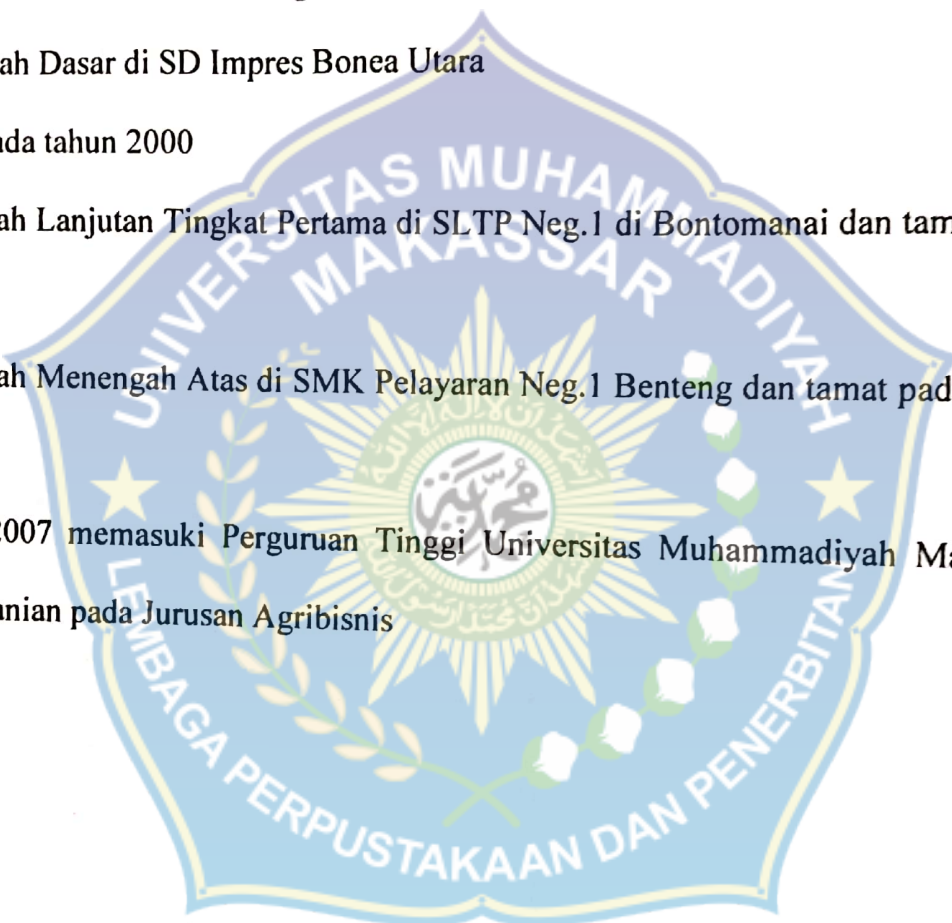 ah Dasar di SD Impres Bonea Utara
ada tahun 2000
ah Lanjutan Tingkat Pertama di SLTP Neg.1 di Bontomanai dan tam
ah Menengah Atas di SMK Pelayaran Neg.1 Benteng dan tamat pad
2007 memasuki Perguruan Tinggi Universitas Muhammadiyah Ma
anian pada Jurusan Agribisnis
UNIVERSITAS MUHAMMADIYAH
MAKASSAR
LEMBAGA PERPUSTAKAAN DAN PENERBITAN